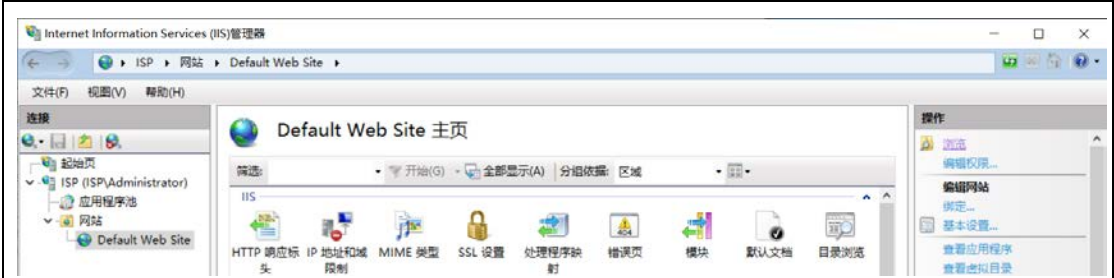 Internet Information Services (IIS)管理器
ISP ▸ 网站 ▸ Default Web Site ▸
文件(F) 视图(V) 帮助(H)
连接
起始页
ISP (ISP\Administrator)
应用程序池
网站
Default Web Site
Default Web Site 主页
筛选: 开始(G) 全部显示(A) 分组依据: 区域
IIS
HTTP 响应标头 IP 地址和域限制 MIME 类型 SSL 设置 处理程序映射 错误页 模块 默认文档 目录浏览
操作
浏览
编辑权限...
编辑网站
绑定...
基本设置...
查看应用程序
查看虚拟目录